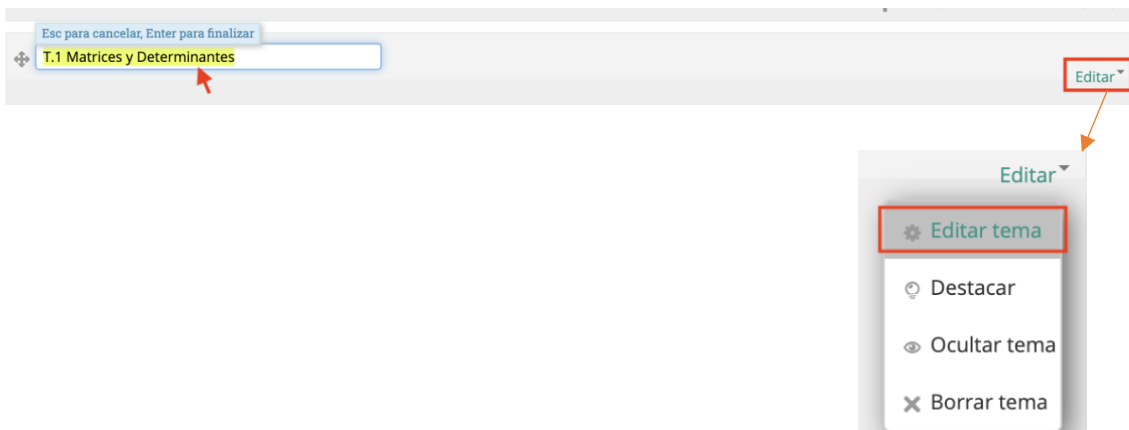 Esc para cancelar, Enter para finalizar
T.1 Matrices y Determinantes
Editar
Editar
Editar tema
Destacar
Ocultar tema
Borrar tema